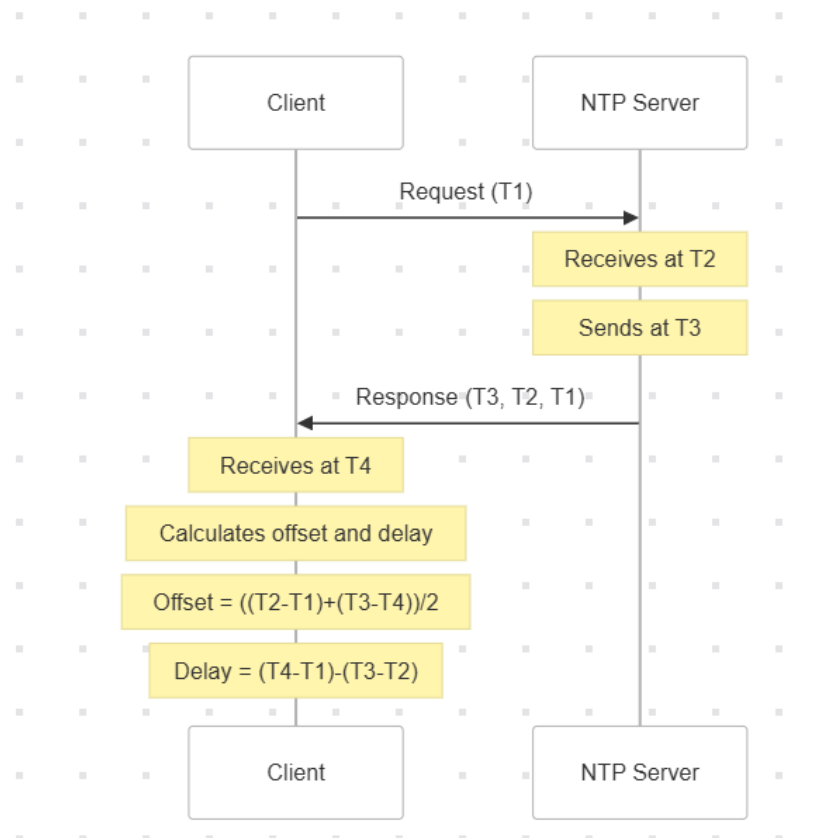 Client
NTP Server
Request (T1)
Receives at T2
Sends at T3
Response (T3, T2, T1)
Receives at T4
Calculates offset and delay
Offset = ((T2-T1)+(T3-T4))/2
Delay = (T4-T1)-(T3-T2)
Client
NTP Server